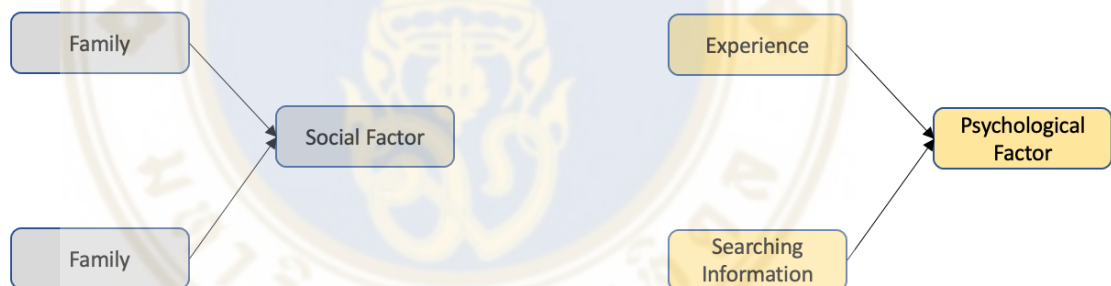 Family
Experience
Social Factor
Psychological
Factor
Family
Searching
Information